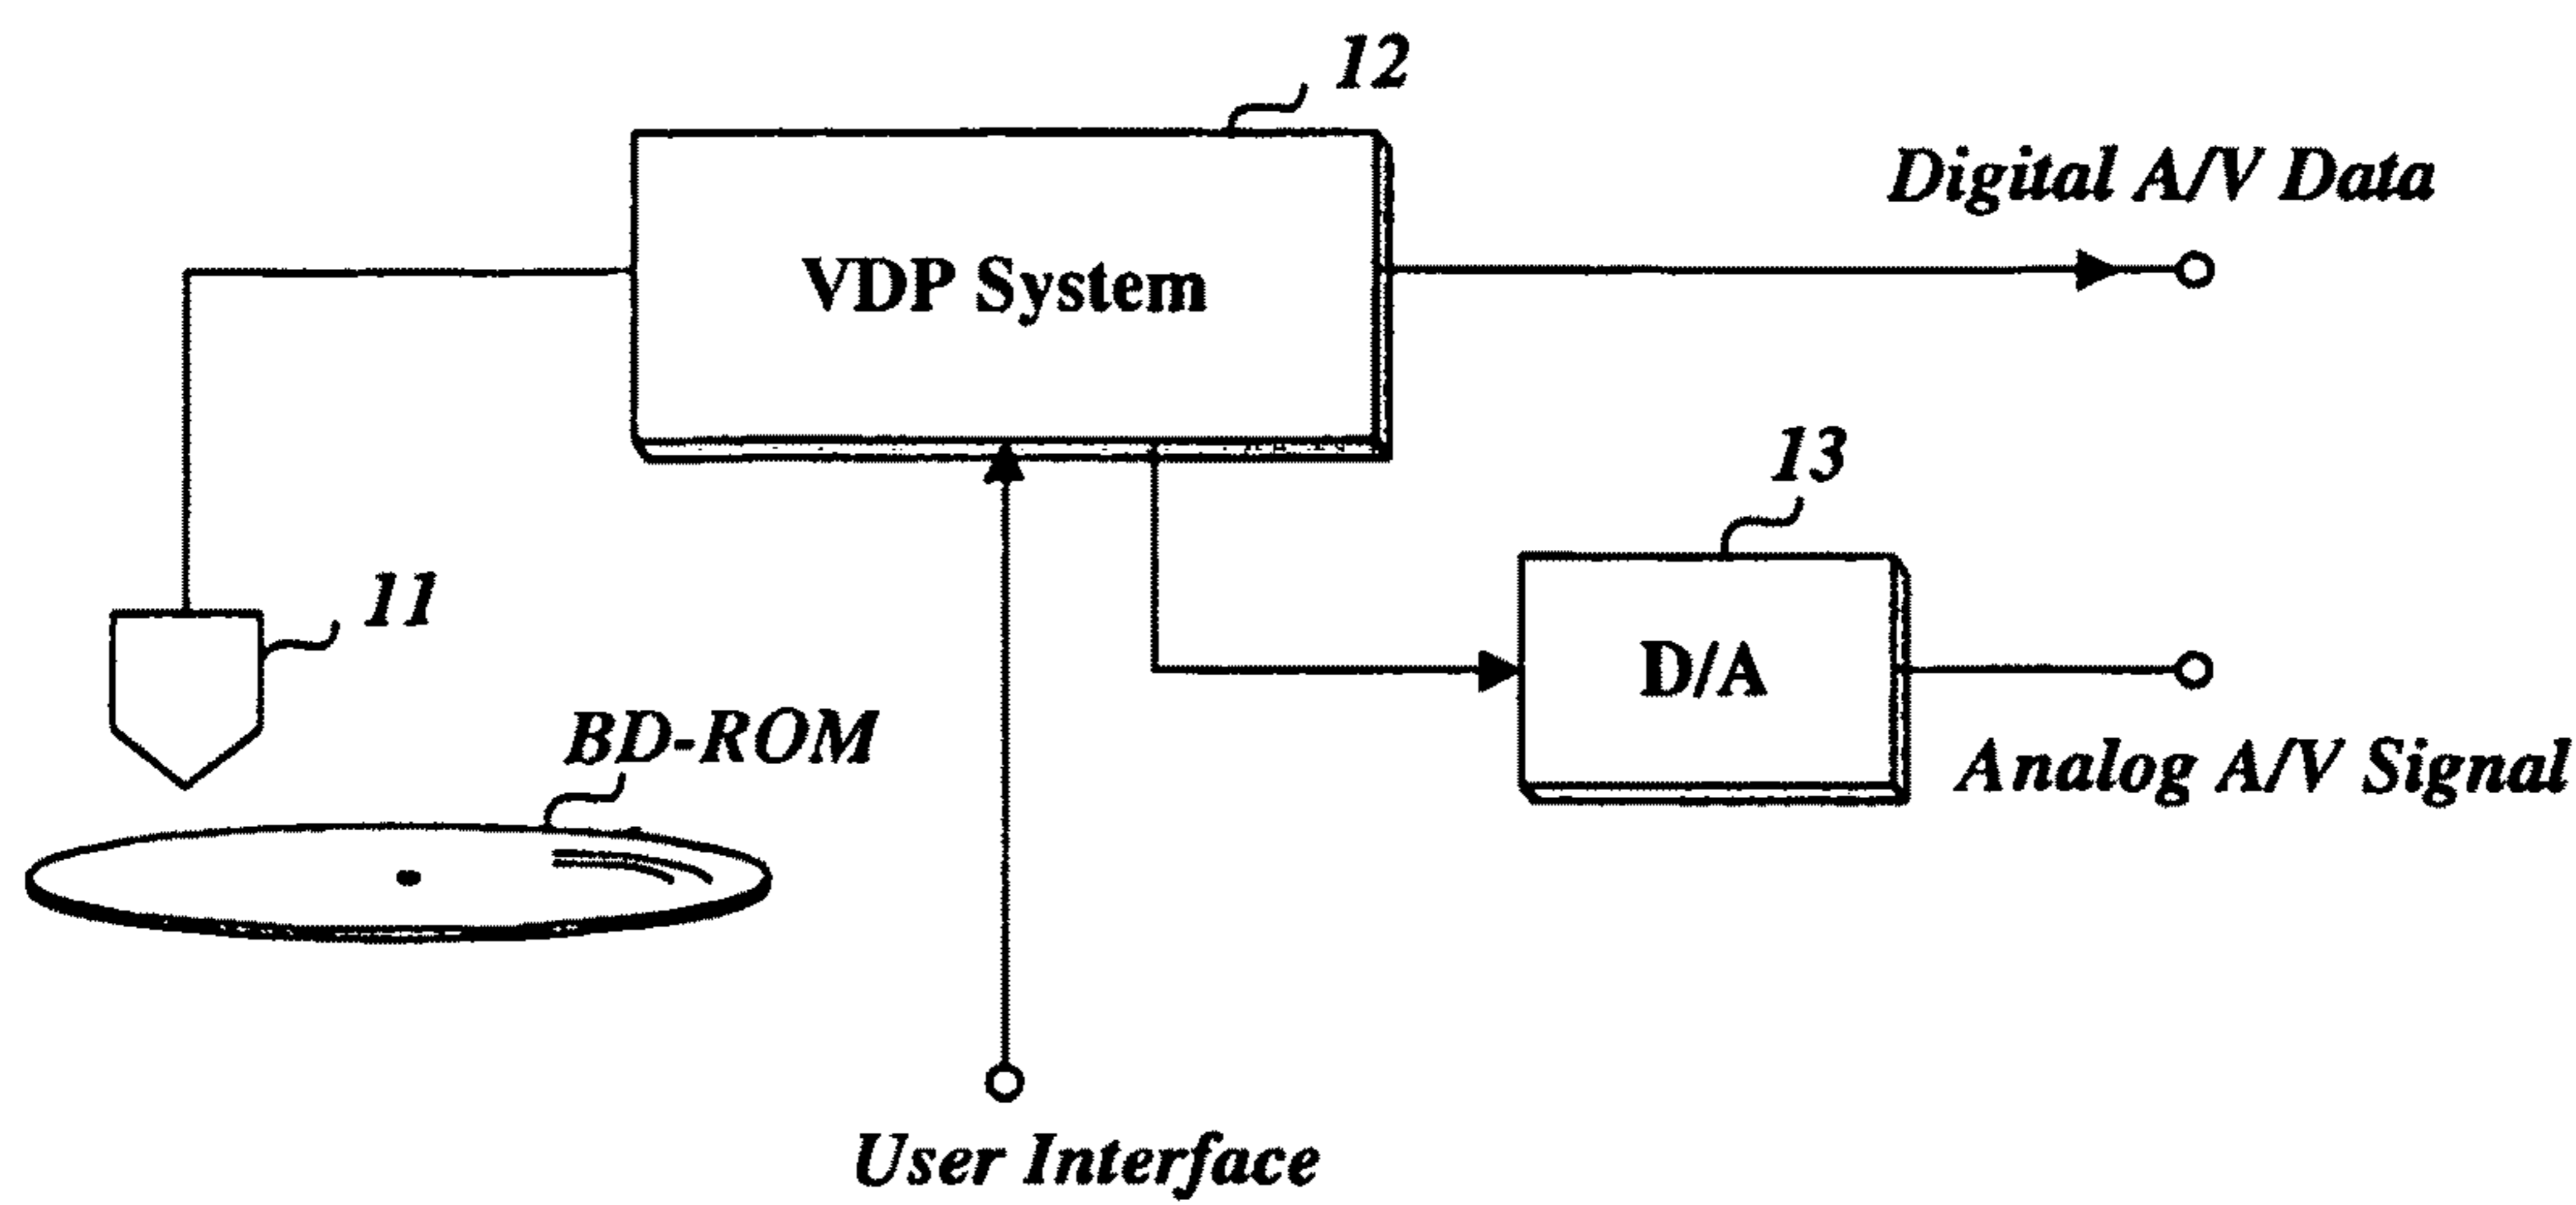 12
Digital A/V Data
VDP System
13
11
D/A
BD-ROM
Analog A/V Signal
User Interface